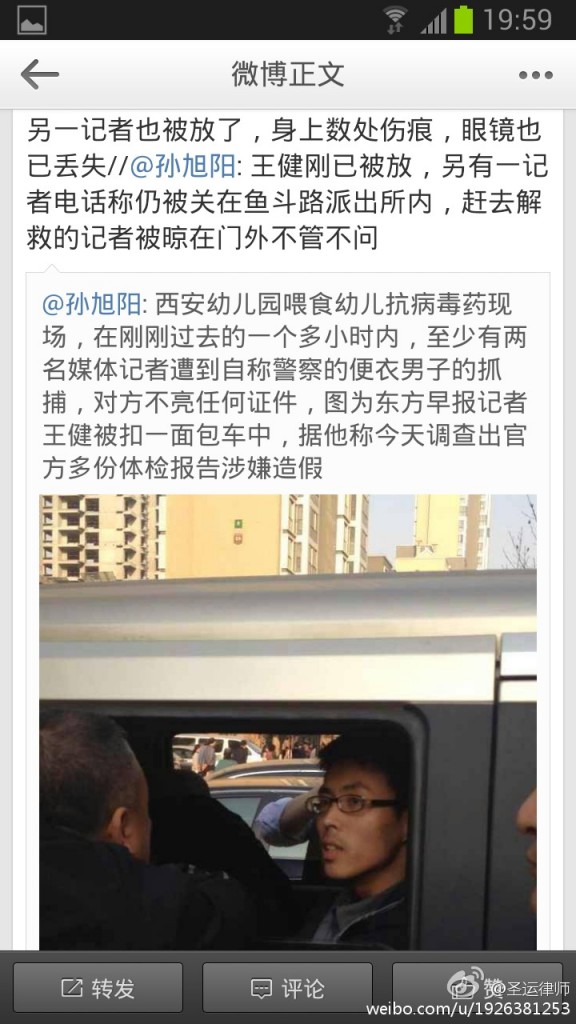 19:59
微博正文
另一记者也被放了，身上数处伤痕，眼镜也
已丢失//@孙旭阳: 王健刚已被放，另有一记
者电话称仍被关在鱼斗路派出所内，赶去解
救的记者被晾在门外不管不问
@孙旭阳: 西安幼儿园喂食幼儿抗病毒药现
场，在刚刚过去的一个多小时内，至少有两
名媒体记者遭到自称警察的便衣男子的抓
捕，对方不亮任何证件，图为东方早报记者
王健被扣一面包车中，据他称今天调查出官
方多份体检报告涉嫌造假
转发
评论
赞
@圣运律师
weibo.com/u/1926381253